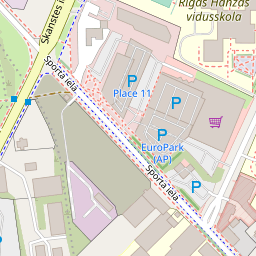 Rīgas Hanzas
vidusskola
Skanstes i
P
Place 11
P
P
EuroPark
(AP)
P
Sporta iela
Sporta iela